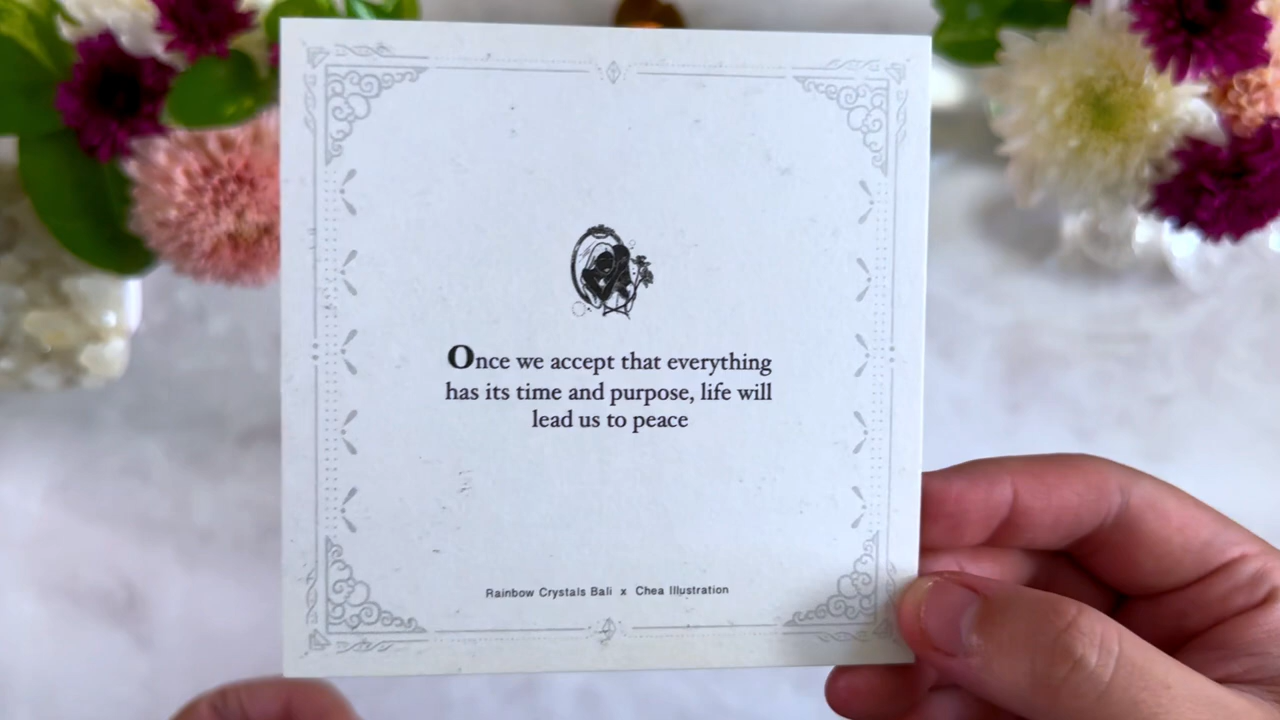 Once we accept that everything
has its time and purpose, life will
lead us to peace
Rainbow Crystals Bali x Chea Illustration